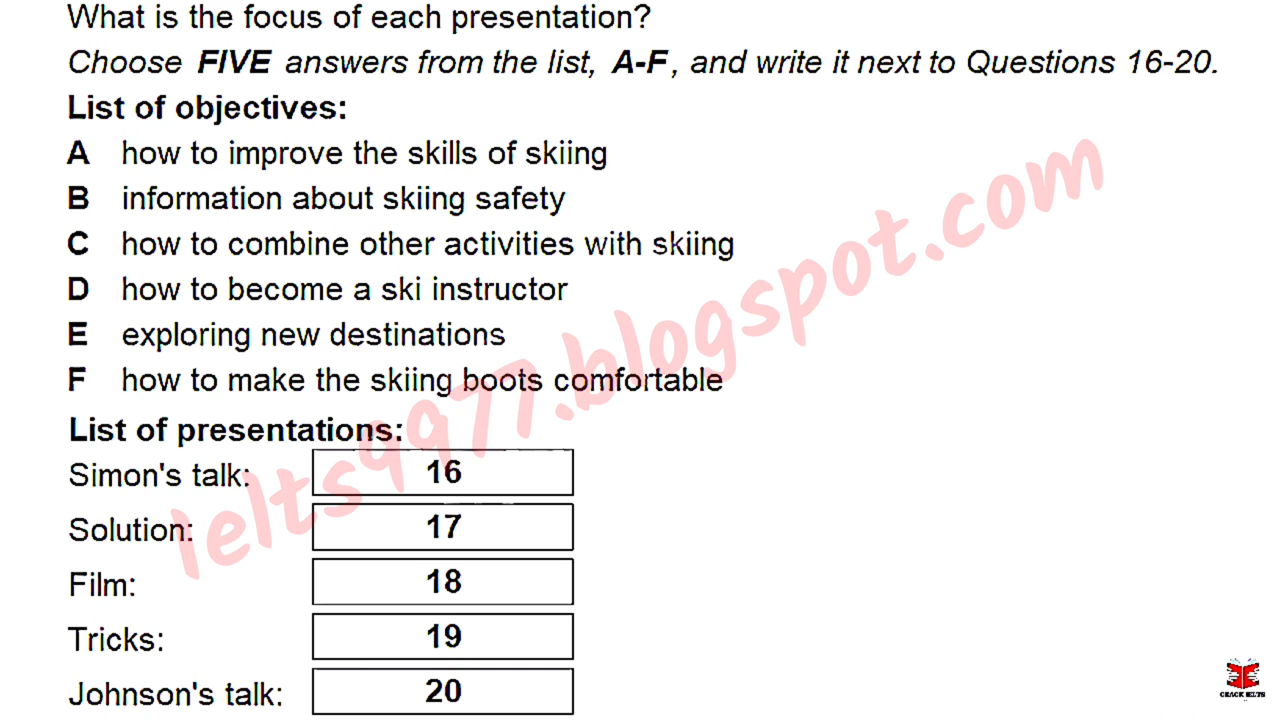 What is the focus of each presentation?
Choose FIVE answers from the list, A-F, and write it next to Questions 16-20.
List of objectives:
A how to improve the skills of skiing
B information about skiing safety
C how to combine other activities with skiing
D how to become a ski instructor
E exploring new destinations
F how to make the skiing boots comfortable
List of presentations:
Simon's talk: 16
Solution: 17
Film: 18
Tricks: 19
Johnson's talk: 20
Ielts9977.blogspot.com
CRACK IELTS